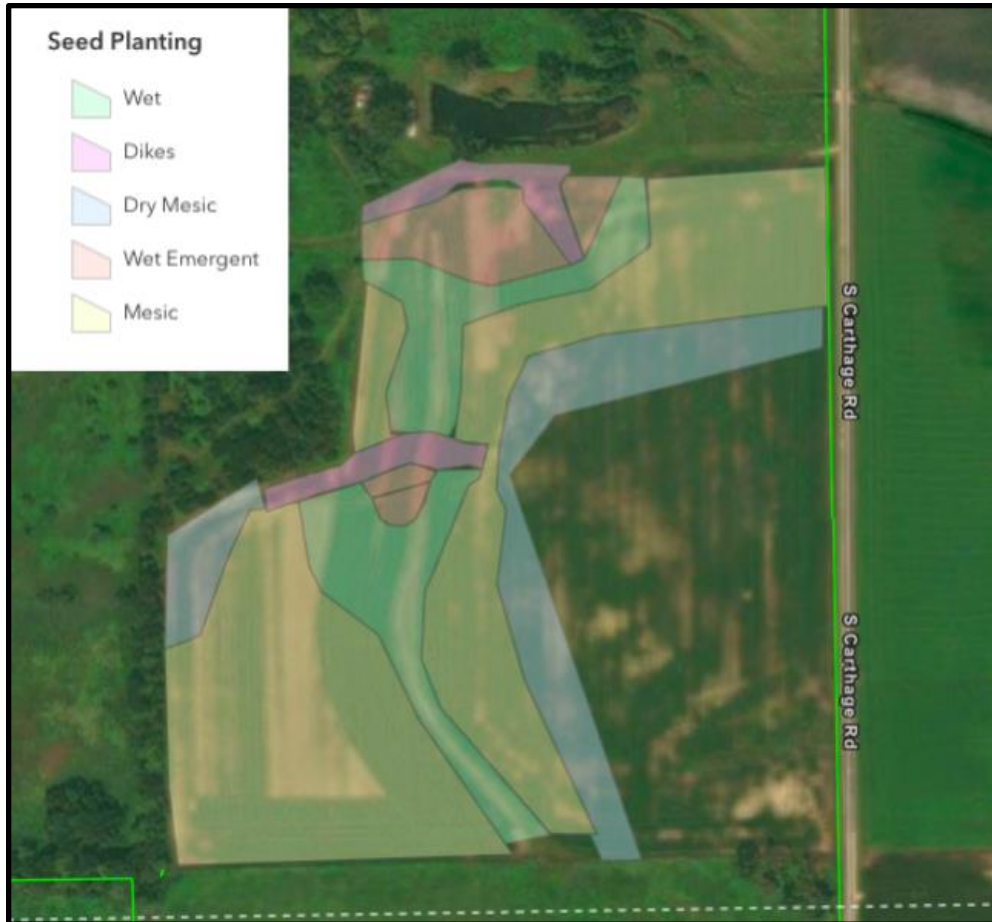 Seed Planting
Wet
Dikes
Dry Mesic
Wet Emergent
Mesic
S Carthage Rd
S Carthage Rd